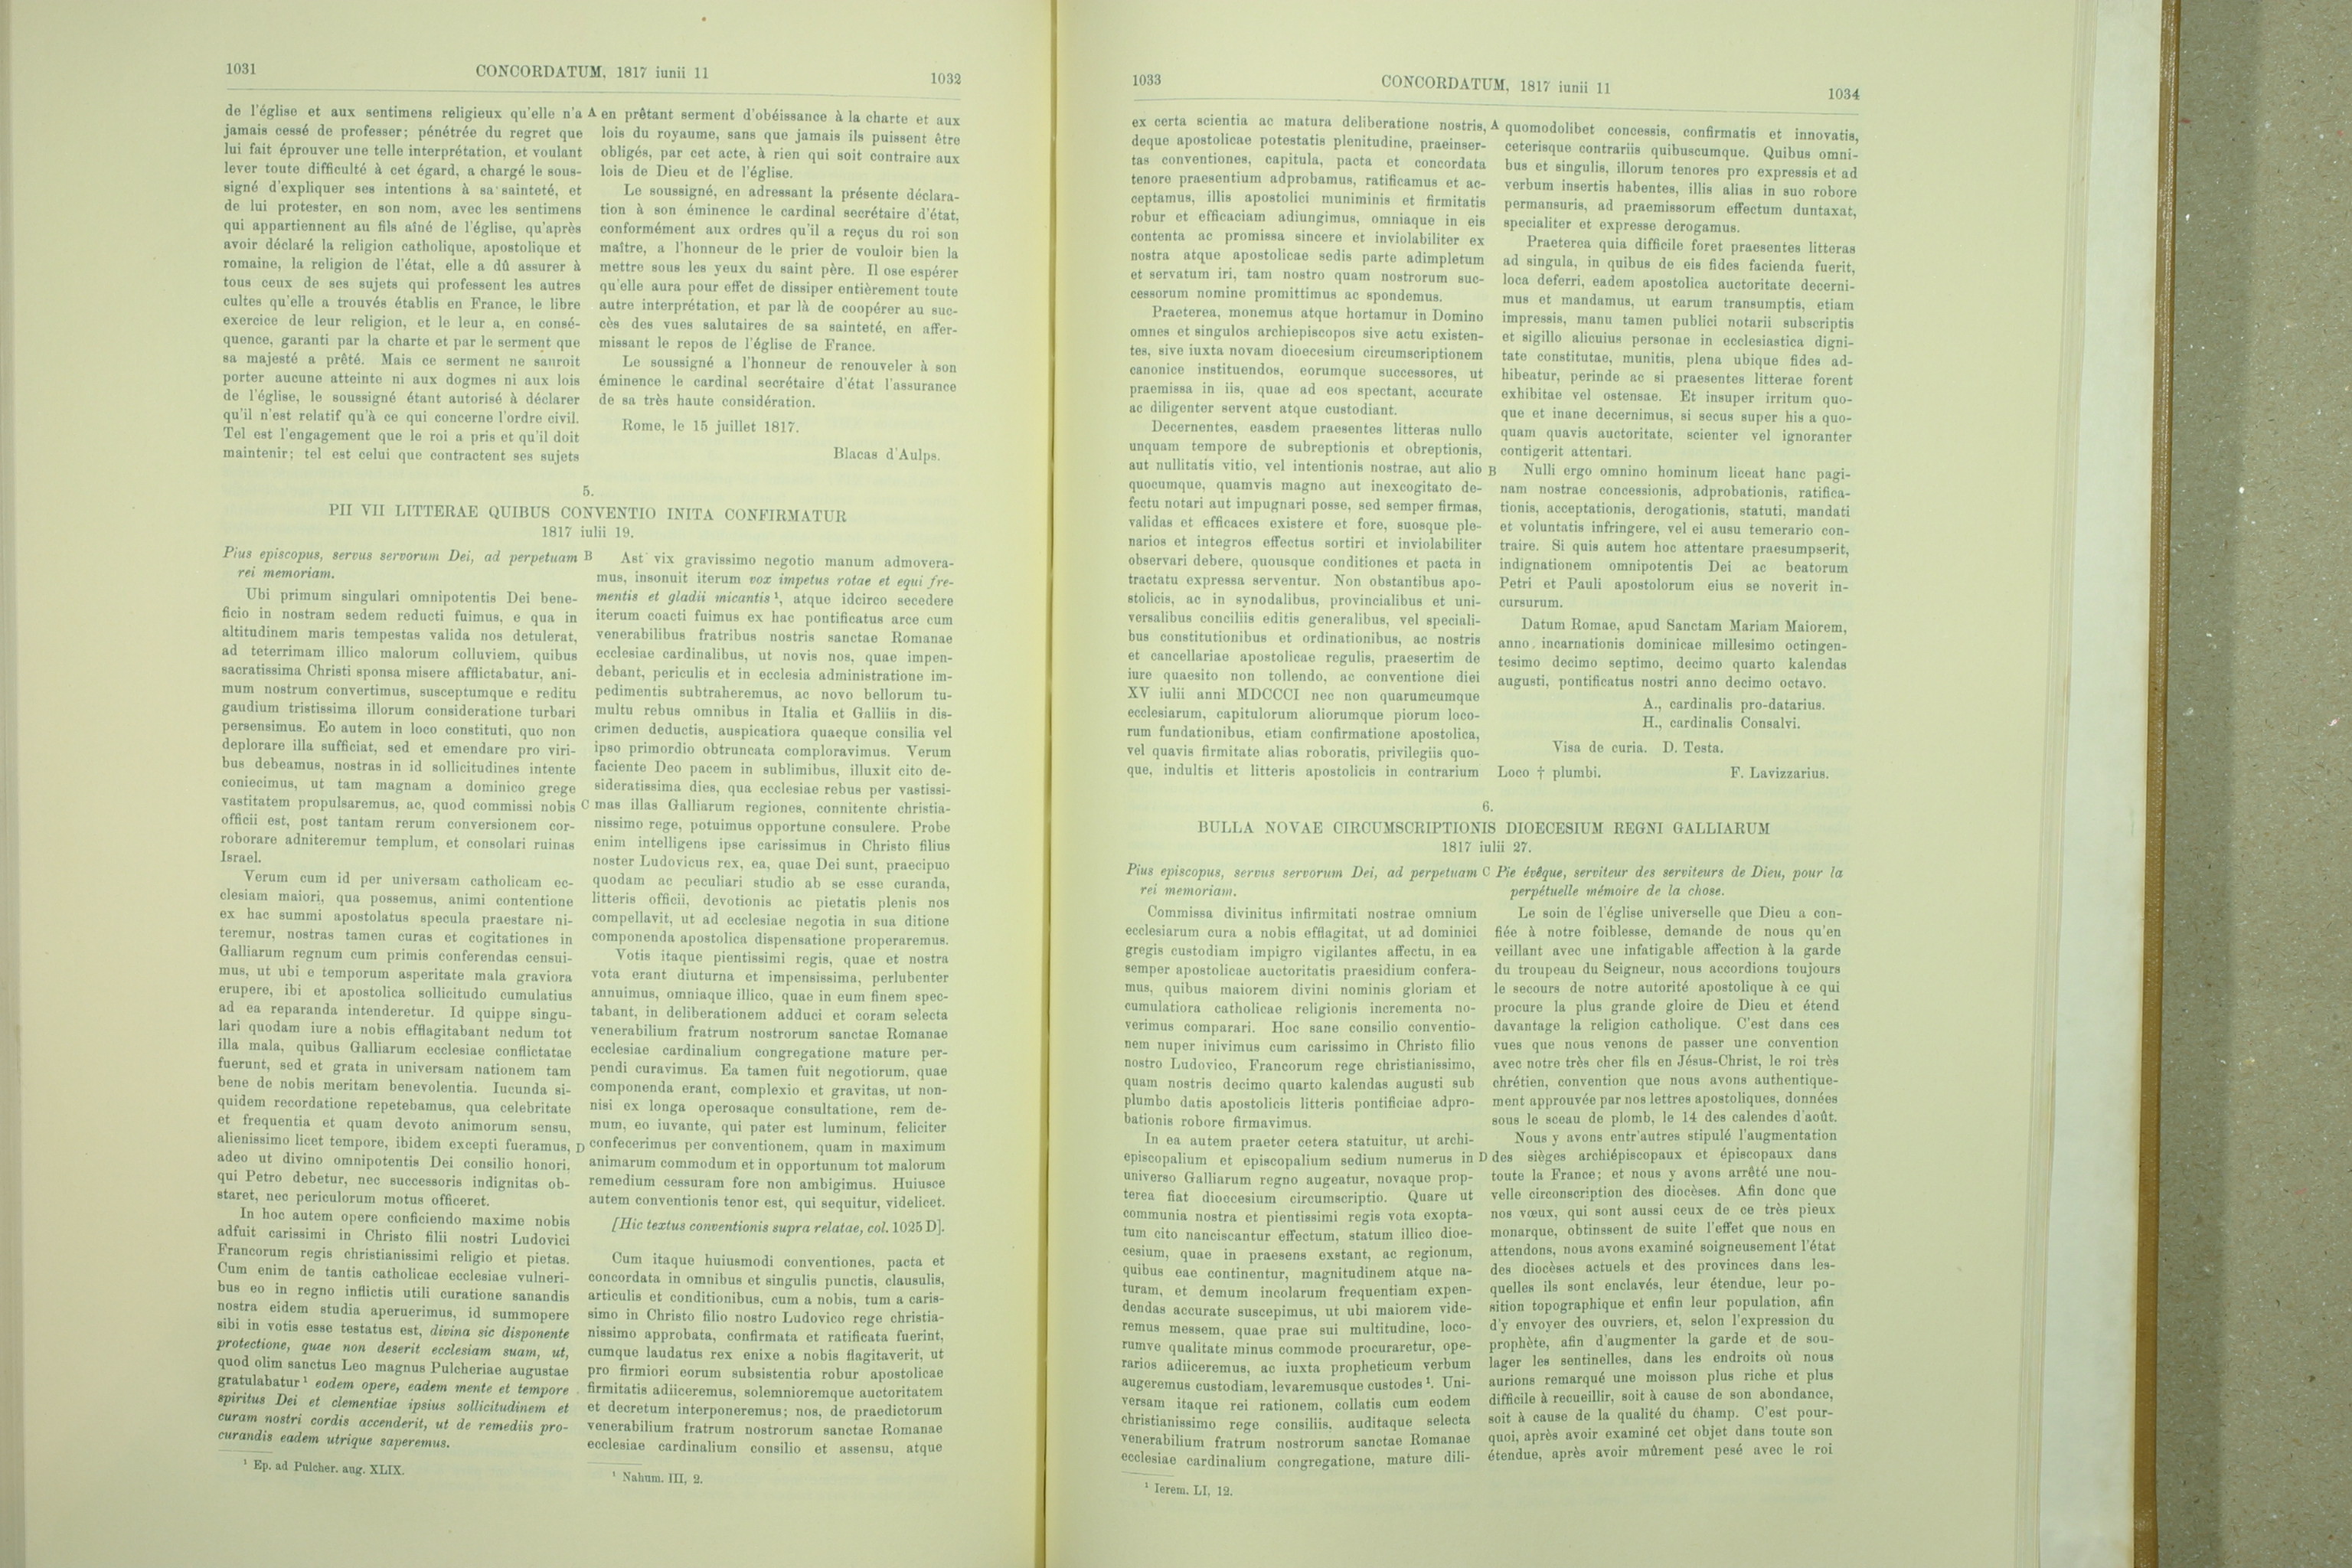 1031
CONCORDATUM, 1817 iunii 11
1032
de l'église et aux sentimens religieux qu'elle n'a
jamais cessé de professer; pénétrée du regret que
lui fait éprouver une telle interprétation, et voulant
lever toute difficulté à cet égard, a chargé le sous-
signé d'expliquer ses intentions à sa sainteté, et
de lui protester, en son nom, avec les sentimens
qui appartiennent au fils aîné de l'église, qu'après
avoir déclaré la religion catholique, apostolique et
romaine, la religion de l'état, elle a dû assurer à
tous ceux de ses sujets qui professent les autres
cultes qu'elle a trouvés établis en France, le libre
exercice de leur religion, et le leur a, en consé-
quence, garanti par la charte et par le serment que
sa majesté a prêté. Mais ce serment ne sauroit
porter aucune atteinte ni aux dogmes ni aux lois
de l'église, le soussigné étant autorisé à déclarer
qu'il n'est relatif qu'à ce qui concerne l'ordre civil.
Tel est l'engagement que le roi a pris et qu'il doit
maintenir; tel est celui que contractent ses sujets
A en prêtant serment d'obéissance à la charte et aux
lois du royaume, sans que jamais ils puissent être
obligés, par cet acte, à rien qui soit contraire aux
lois de Dieu et de l'église.
Le soussigné, en adressant la présente déclara-
tion à son éminence le cardinal secrétaire d'état,
conformément aux ordres qu'il a reçus du roi son
maître, a l'honneur de le prier de vouloir bien la
mettre sous les yeux du saint père. Il ose espérer
qu'elle aura pour effet de dissiper entièrement toute
autre interprétation, et par là de coopérer au suc-
cès des vues salutaires de sa sainteté, en affer-
missant le repos de l'église de France.
Le soussigné a l'honneur de renouveler à son
éminence le cardinal secrétaire d'état l'assurance
de sa très haute considération.
Rome, le 15 juillet 1817.
Blacas d'Aulps.
5.
PII VII LITTERAE QUIBUS CONVENTIO INITA CONFIRMATUR
1817 iulii 19.
Pius episcopus, servus servorum Dei, ad perpetuam
rei memoriam.
Ubi primum singulari omnipotentis Dei bene-
ficio in nostram sedem reducti fuimus, e qua in
altitudinem maris tempestas valida nos detulerat,
ad teterrimam illico malorum colluviem, quibus
sacratissima Christi sponsa misere afflictabatur, ani-
mum nostrum convertimus, susceptumque e reditu
gaudium tristissima illorum consideratione turbari
persensimus. Eo autem in loco constituti, quo non
deplorare illa sufficiat, sed et emendare pro viri-
bus debeamus, nostras in id sollicitudines intente
coniecimus, ut tam magnam a dominico grege
vastitatem propulsaremus, ac, quod commissi nobis
officii est, post tantam rerum conversionem cor-
roborare adniteremur templum, et consolari ruinas
Israel.
Verum cum id per universam catholicam ec-
clesiam maiori, qua possemus, animi contentione
ex hac summi apostolatus specula praestare ni-
teremur, nostras tamen curas et cogitationes in
Galliarum regnum cum primis conferendas censui-
mus, ut ubi e temporum asperitate mala graviora
erupere, ibi et apostolica sollicitudo cumulatius
ad ea reparanda intenderetur. Id quippe singu-
lari quodam iure a nobis efflagitabant nedum tot
illa mala, quibus Galliarum ecclesiae conflictatae
fuerunt, sed et grata in universam nationem tam
bene de nobis meritam benevolentia. Iucunda si-
quidem recordatione repetebamus, qua celebritate
et frequentia et quam devoto animorum sensu,
alienissimo licet tempore, ibidem excepti fueramus,
adeo ut divino omnipotentis Dei consilio honori,
qui Petro debetur, nec successoris indignitas ob-
staret, nec periculorum motus officeret.
In hoc autem opere conficiendo maxime nobis
adfuit carissimi in Christo filii nostri Ludovici
Francorum regis christianissimi religio et pietas.
Cum enim de tantis catholicae ecclesiae vulneri-
bus eo in regno inflictis utili curatione sanandis
nostra eidem studia aperuerimus, id summopere
sibi in votis esse testatus est, divina sic disponente
protectione, quae non deserit ecclesiam suam, ut,
quod olim sanctus Leo magnus Pulcheriae augustae
gratulabatur ¹ eodem opere, eadem mente et tempore
spiritus Dei et clementiae ipsius sollicitudinem et
curam nostri cordis accenderit, ut de remediis pro-
curandis eadem utrique saperemus.
¹ Ep. ad Pulcher. aug. XLIX.
B Ast vix gravissimo negotio manum admovera-
mus, insonuit iterum vox impetus rotae et equi fre-
mentis et gladii micantis ¹, atque idcirco secedere
iterum coacti fuimus ex hac pontificatus arce cum
venerabilibus fratribus nostris sanctae Romanae
ecclesiae cardinalibus, ut novis nos, quae impen-
debant, periculis et in ecclesia administratione im-
pedimentis subtraheremus, ac novo bellorum tu-
multu rebus omnibus in Italia et Galliis in dis-
crimen deductis, auspicatiora quaeque consilia vel
ipso primordio obtruncata comploravimus. Verum
faciente Deo pacem in sublimibus, illuxit cito de-
sideratissima dies, qua ecclesiae rebus per vastissi-
C mas illas Galliarum regiones, connitente christia-
nissimo rege, potuimus opportune consulere. Probe
enim intelligens ipse carissimus in Christo filius
noster Ludovicus rex, ea, quae Dei sunt, praecipuo
quodam ac peculiari studio ab se esse curanda,
litteris officii, devotionis ac pietatis plenis nos
compellavit, ut ad ecclesiae negotia in sua ditione
componenda apostolica dispensatione properaremus.
Votis itaque pientissimi regis, quae et nostra
vota erant diuturna et impensissima, perlubenter
annuimus, omniaque illico, quae in eum finem spec-
tabant, in deliberationem adduci et coram selecta
venerabilium fratrum nostrorum sanctae Romanae
ecclesiae cardinalium congregatione mature per-
pendi curavimus. Ea tamen fuit negotiorum, quae
componenda erant, complexio et gravitas, ut non-
nisi ex longa operosaque consultatione, rem de-
mum, eo iuvante, qui pater est luminum, feliciter
D confecerimus per conventionem, quam in maximum
animarum commodum et in opportunum tot malorum
remedium cessuram fore non ambigimus. Huiusce
autem conventionis tenor est, qui sequitur, videlicet.
[Hic textus conventionis supra relatae, col. 1025 D].
Cum itaque huiusmodi conventiones, pacta et
concordata in omnibus et singulis punctis, clausulis,
articulis et conditionibus, cum a nobis, tum a caris-
simo in Christo filio nostro Ludovico rege christia-
nissimo approbata, confirmata et ratificata fuerint,
cumque laudatus rex enixe a nobis flagitaverit, ut
pro firmiori eorum subsistentia robur apostolicae
firmitatis adiiceremus, solemnioremque auctoritatem
et decretum interponeremus; nos, de praedictorum
venerabilium fratrum nostrorum sanctae Romanae
ecclesiae cardinalium consilio et assensu, atque
¹ Nahum. III, 2.
1033
CONCORDATUM, 1817 iunii 11
1034
ex certa scientia ac matura deliberatione nostris,
deque apostolicae potestatis plenitudine, praeinser-
tas conventiones, capitula, pacta et concordata
tenore praesentium adprobamus, ratificamus et ac-
ceptamus, illis apostolici muniminis et firmitatis
robur et efficaciam adiungimus, omniaque in eis
contenta ac promissa sincere et inviolabiliter ex
nostra atque apostolicae sedis parte adimpletum
et servatum iri, tam nostro quam nostrorum suc-
cessorum nomine promittimus ac spondemus.
Praeterea, monemus atque hortamur in Domino
omnes et singulos archiepiscopos sive actu existen-
tes, sive iuxta novam dioecesium circumscriptionem
canonice instituendos, eorumque successores, ut
praemissa in iis, quae ad eos spectant, accurate
ac diligenter servent atque custodiant.
Decernentes, easdem praesentes litteras nullo
unquam tempore de subreptionis et obreptionis,
aut nullitatis vitio, vel intentionis nostrae, aut alio
quocumque, quamvis magno aut inexcogitato de-
fectu notari aut impugnari posse, sed semper firmas,
validas et efficaces existere et fore, suosque ple-
narios et integros effectus sortiri et inviolabiliter
observari debere, quousque conditiones et pacta in
tractatu expressa serventur. Non obstantibus apo-
stolicis, ac in synodalibus, provincialibus et uni-
versalibus conciliis editis generalibus, vel speciali-
bus constitutionibus et ordinationibus, ac nostris
et cancellariae apostolicae regulis, praesertim de
iure quaesito non tollendo, ac conventione diei
XV iulii anni MDCCCI nec non quarumcumque
ecclesiarum, capitulorum aliorumque piorum loco-
rum fundationibus, etiam confirmatione apostolica,
vel quavis firmitate alias roboratis, privilegiis quo-
que, indultis et litteris apostolicis in contrarium
A quomodolibet concessis, confirmatis et innovatis,
ceterisque contrariis quibuscumque. Quibus omni-
bus et singulis, illorum tenores pro expressis et ad
verbum insertis habentes, illis alias in suo robore
permansuris, ad praemissorum effectum duntaxat,
specialiter et expresse derogamus.
Praeterea quia difficile foret praesentes litteras
ad singula, in quibus de eis fides facienda fuerit,
loca deferri, eadem apostolica auctoritate decerni-
mus et mandamus, ut earum transumptis, etiam
impressis, manu tamen publici notarii subscriptis
et sigillo alicuius personae in ecclesiastica digni-
tate constitutae, munitis, plena ubique fides ad-
hibeatur, perinde ac si praesentes litterae forent
exhibitae vel ostensae. Et insuper irritum quo-
que et inane decernimus, si secus super his a quo-
quam quavis auctoritate, scienter vel ignoranter
contigerit attentari.
B Nulli ergo omnino hominum liceat hanc pagi-
nam nostrae concessionis, adprobationis, ratifica-
tionis, acceptationis, derogationis, statuti, mandati
et voluntatis infringere, vel ei ausu temerario con-
traire. Si quis autem hoc attentare praesumpserit,
indignationem omnipotentis Dei ac beatorum
Petri et Pauli apostolorum eius se noverit in-
cursurum.
Datum Romae, apud Sanctam Mariam Maiorem,
anno incarnationis dominicae millesimo octingen-
tesimo decimo septimo, decimo quarto kalendas
augusti, pontificatus nostri anno decimo octavo.
A., cardinalis pro-datarius.
H., cardinalis Consalvi.
Visa de curia. D. Testa.
Loco † plumbi. F. Lavizzarius.
6.
BULLA NOVAE CIRCUMSCRIPTIONIS DIOECESIUM REGNI GALLIARUM
1817 iulii 27.
Pius episcopus, servus servorum Dei, ad perpetuam
rei memoriam.
Commissa divinitus infirmitati nostrae omnium
ecclesiarum cura a nobis efflagitat, ut ad dominici
gregis custodiam impigro vigilantes affectu, in ea
semper apostolicae auctoritatis praesidium confera-
mus, quibus maiorem divini nominis gloriam et
cumulatiora catholicae religionis incrementa no-
verimus comparari. Hoc sane consilio conventio-
nem nuper inivimus cum carissimo in Christo filio
nostro Ludovico, Francorum rege christianissimo,
quam nostris decimo quarto kalendas augusti sub
plumbo datis apostolicis litteris pontificiae adpro-
bationis robore firmavimus.
In ea autem praeter cetera statuitur, ut archi-
episcopalium et episcopalium sedium numerus in
universo Galliarum regno augeatur, novaque prop-
terea fiat dioecesium circumscriptio. Quare ut
communia nostra et pientissimi regis vota exopta-
tum cito nanciscantur effectum, statum illico dioe-
cesium, quae in praesens exstant, ac regionum,
quibus eae continentur, magnitudinem atque na-
turam, et demum incolarum frequentiam expen-
dendas accurate suscepimus, ut ubi maiorem vide-
remus messem, quae prae sui multitudine, loco-
rumve qualitate minus commode procuraretur, ope-
rarios adiiceremus, ac iuxta propheticum verbum
augeremus custodiam, levaremusque custodes ¹. Uni-
versam itaque rei rationem, collatis cum eodem
christianissimo rege consiliis, auditaque selecta
venerabilium fratrum nostrorum sanctae Romanae
ecclesiae cardinalium congregatione, mature dili-
¹ Ierem. LI, 12.
C Pie évêque, serviteur des serviteurs de Dieu, pour la
perpétuelle mémoire de la chose.
Le soin de l'église universelle que Dieu a con-
fiée à notre foiblesse, demande de nous qu'en
veillant avec une infatigable affection à la garde
du troupeau du Seigneur, nous accordions toujours
le secours de notre autorité apostolique à ce qui
procure la plus grande gloire de Dieu et étend
davantage la religion catholique. C'est dans ces
vues que nous venons de passer une convention
avec notre très cher fils en Jésus-Christ, le roi très
chrétien, convention que nous avons authentique-
ment approuvée par nos lettres apostoliques, données
sous le sceau de plomb, le 14 des calendes d'août.
Nous y avons entr'autres stipulé l'augmentation
D des sièges archiépiscopaux et épiscopaux dans
toute la France; et nous y avons arrêté une nou-
velle circonscription des diocèses. Afin donc que
nos vœux, qui sont aussi ceux de ce très pieux
monarque, obtinssent de suite l'effet que nous en
attendons, nous avons examiné soigneusement l'état
des diocèses actuels et des provinces dans les-
quelles ils sont enclavés, leur étendue, leur po-
sition topographique et enfin leur population, afin
d'y envoyer des ouvriers, et, selon l'expression du
prophète, afin d'augmenter la garde et de sou-
lager les sentinelles, dans les endroits où nous
aurions remarqué une moisson plus riche et plus
difficile à recueillir, soit à cause de son abondance,
soit à cause de la qualité du champ. C'est pour-
quoi, après avoir examiné cet objet dans toute son
étendue, après avoir mûrement pesé avec le roi